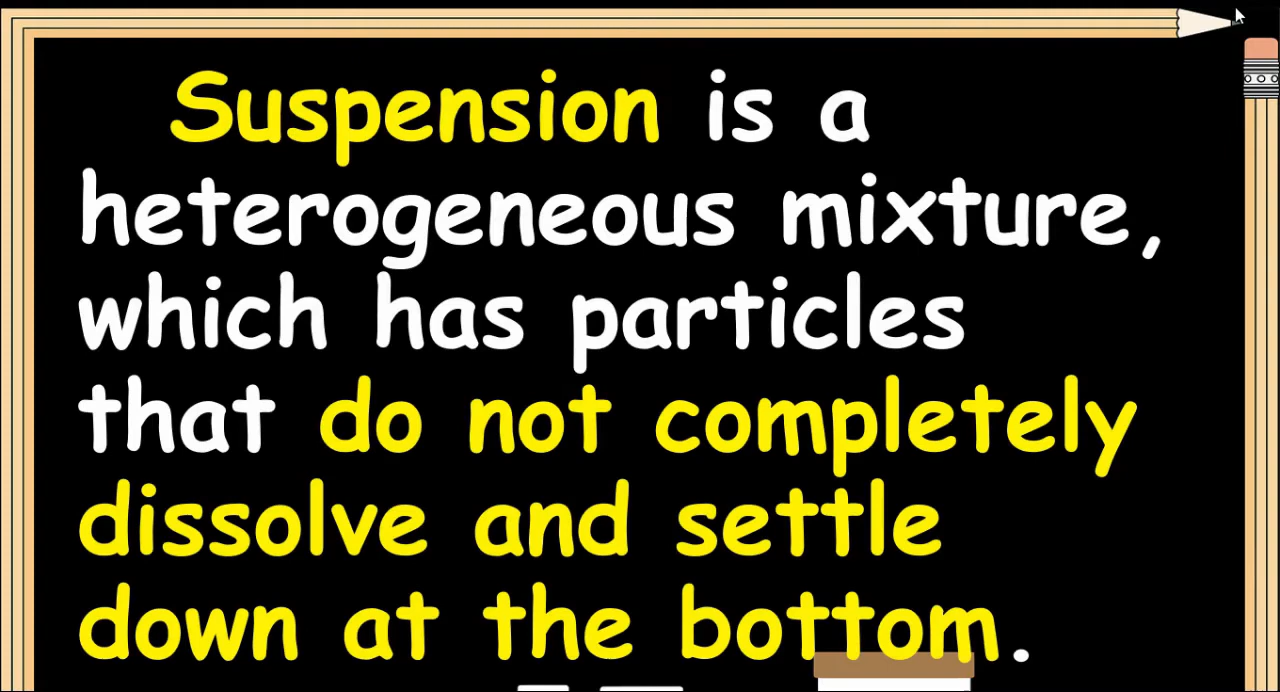 Suspension is a
heterogeneous mixture,
which has particles
that do not completely
dissolve and settle
down at the bottom.